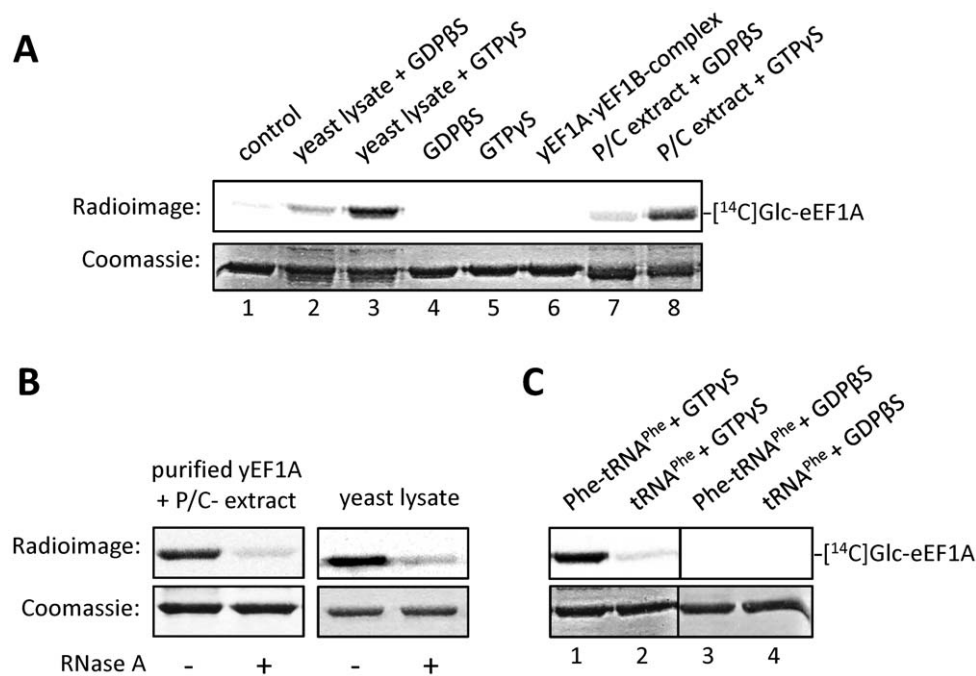 A
control
yeast lysate + GDPβS
yeast lysate + GTPγS
GDPβS
GTPγS
yEF1A·yEF1B-complex
P/C extract + GDPβS
P/C extract + GTPγS
Radioimage:
-[¹⁴C]Glc-eEF1A
Coomassie:
1 2 3 4 5 6 7 8
B
purified yEF1A
+ P/C- extract
yeast lysate
Radioimage:
Coomassie:
RNase A - + - +
C
Phe-tRNAᴾʰᵉ + GTPγS
tRNAᴾʰᵉ + GTPγS
Phe-tRNAᴾʰᵉ + GDPβS
tRNAᴾʰᵉ + GDPβS
-[¹⁴C]Glc-eEF1A
1 2 3 4